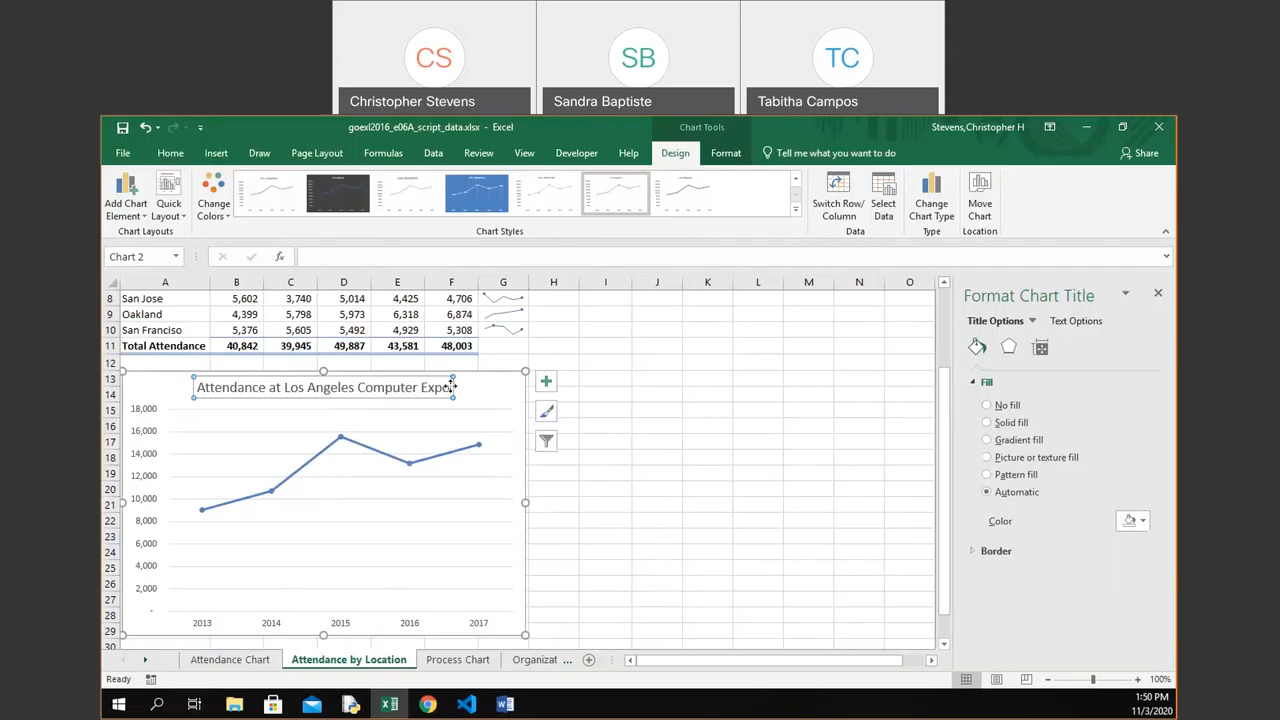 CS
SB
TC
Christopher Stevens
Sandra Baptiste
Tabitha Campos
goexl2016_e06A_script_data.xlsx - Excel
Chart Tools
Stevens,Christopher H
File
Home
Insert
Draw
Page Layout
Formulas
Data
Review
View
Developer
Help
Design
Format
Tell me what you want to do
Share
Add Chart Element
Quick Layout
Change Colors
Switch Row/ Column
Select Data
Change Chart Type
Move Chart
Chart Layouts
Chart Styles
Data
Type
Location
Chart 2
fx
A B C D E F G H I J K L M N O
8 San Jose 5,602 3,740 5,014 4,425 4,706
9 Oakland 4,399 5,798 5,973 6,318 6,874
10 San Franciso 5,376 5,605 5,492 4,929 5,308
11 Total Attendance 40,842 39,945 49,887 43,581 48,003
12
13
14
15
16
17
18
19
20
21
22
23
24
25
26
27
28
29
30
Attendance at Los Angeles Computer Expo
18,000
16,000
14,000
12,000
10,000
8,000
6,000
4,000
2,000
-
2013 2014 2015 2016 2017
Format Chart Title
Title Options
Text Options
Fill
No fill
Solid fill
Gradient fill
Picture or texture fill
Pattern fill
Automatic
Color
Border
Attendance Chart
Attendance by Location
Process Chart
Organizat ...
Ready
100%
1:50 PM
11/3/2020